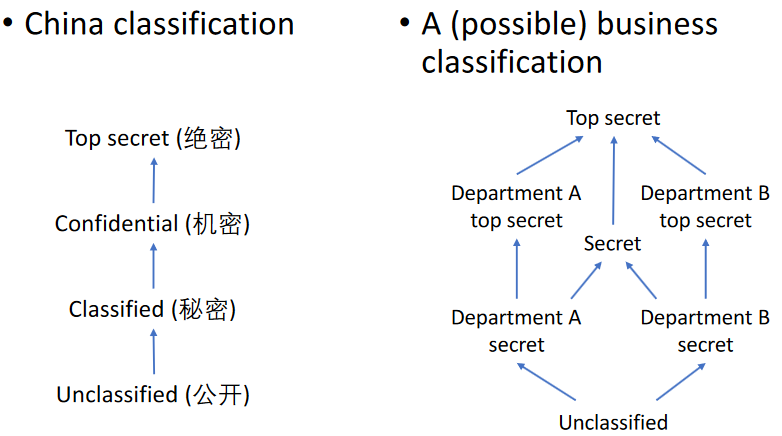 • China classification
Top secret (绝密)
Confidential (机密)
Classified (秘密)
Unclassified (公开)
• A (possible) business
classification
Top secret
Department A
top secret
Department B
top secret
Secret
Department A
secret
Department B
secret
Unclassified